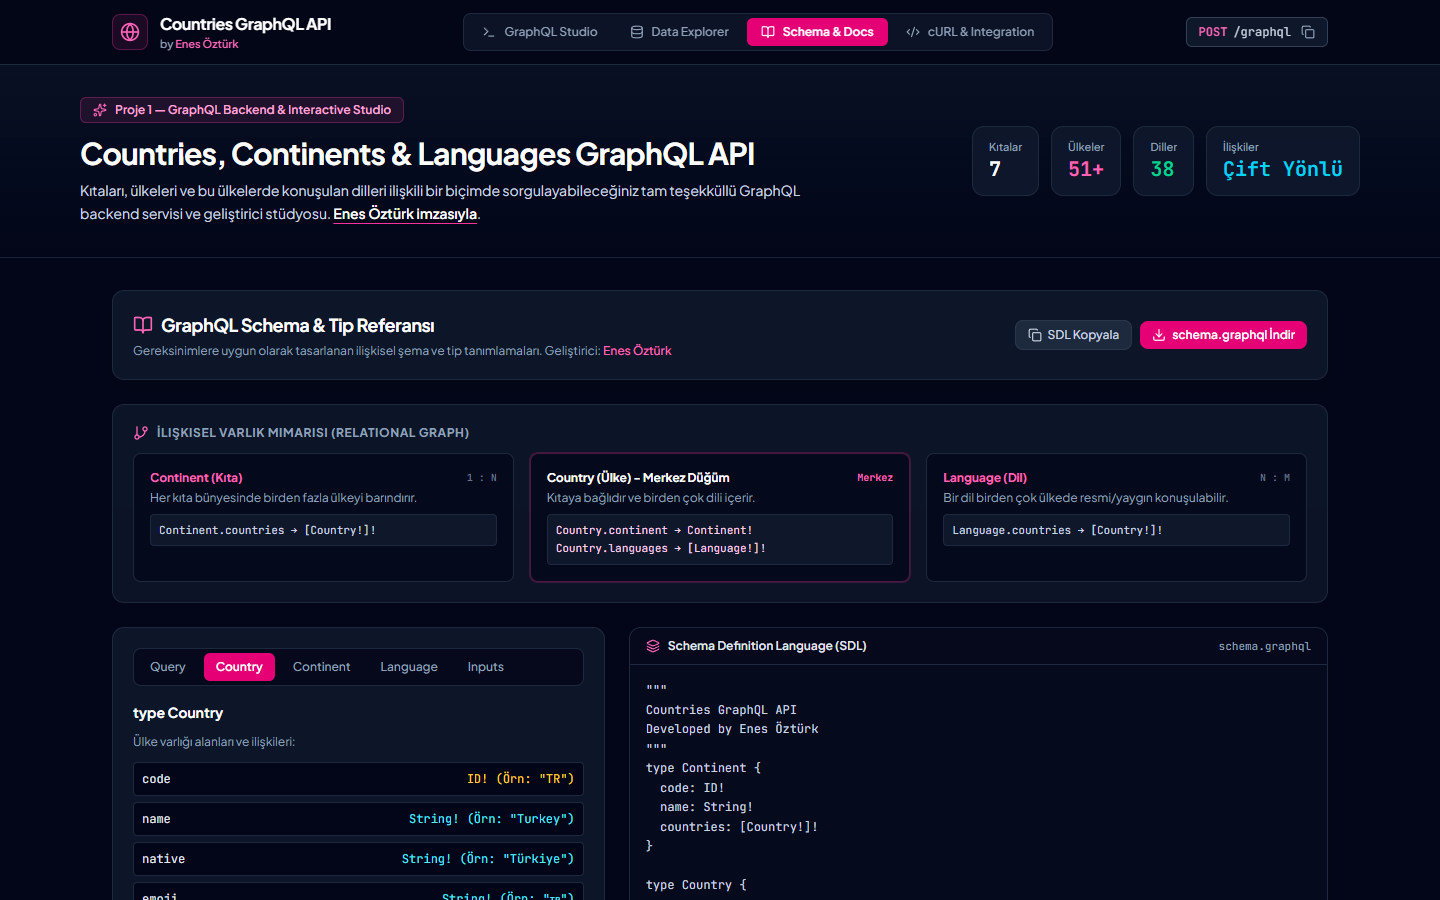 Countries GraphQL API
by Enes Öztürk
GraphQL Studio
Data Explorer
Schema & Docs
cURL & Integration
POST /graphql
Proje 1 — GraphQL Backend & Interactive Studio
Countries, Continents & Languages GraphQL API
Kıtaları, ülkeleri ve bu ülkelerde konuşulan dilleri ilişkili bir biçimde sorgulayabileceğiniz tam teşekküllü GraphQL
backend servisi ve geliştirici stüdyosu. Enes Öztürk imzasıyla.
Kıtalar
7
Ülkeler
51+
Diller
38
İlişkiler
Çift Yönlü
GraphQL Schema & Tip Referansı
Gereksinimlere uygun olarak tasarlanan ilişkisel şema ve tip tanımlamaları. Geliştirici: Enes Öztürk
SDL Kopyala
schema.graphql İndir
İLIŞKISEL VARLIK MIMARISI (RELATIONAL GRAPH)
Continent (Kıta)
1 : N
Her kıta bünyesinde birden fazla ülkeyi barındırır.
Continent.countries → [Country!]!
Country (Ülke) - Merkez Düğüm
Merkez
Kıtaya bağlıdır ve birden çok dili içerir.
Country.continent → Continent!
Country.languages → [Language!]!
Language (Dil)
N : M
Bir dil birden çok ülkede resmi/yaygın konuşulabilir.
Language.countries → [Country!]!
Query
Country
Continent
Language
Inputs
type Country
Ülke varlığı alanları ve ilişkileri:
code
ID! (Örn: "TR")
name
String! (Örn: "Turkey")
native
String! (Örn: "Türkiye")
emoji
String! (Örn: "TR")
Schema Definition Language (SDL)
schema.graphql
"""
Countries GraphQL API
Developed by Enes Öztürk
"""
type Continent {
code: ID!
name: String!
countries: [Country!]!
}
type Country {